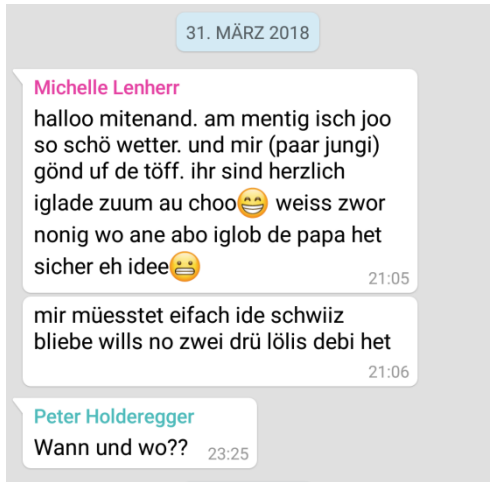 31. MÄRZ 2018
Michelle Lenherr
halloo mitenand. am mentig isch joo
so schö wetter. und mir (paar jungi)
gönd uf de töff. ihr sind herzlich
iglade zuum au choo😁 weiss zwor
nonig wo ane abo iglob de papa het
sicher eh idee😬
21:05
mir müesstet eifach ide schwiiz
bliebe wills no zwei drü lölis debi het
21:06
Peter Holderegger
Wann und wo??
23:25